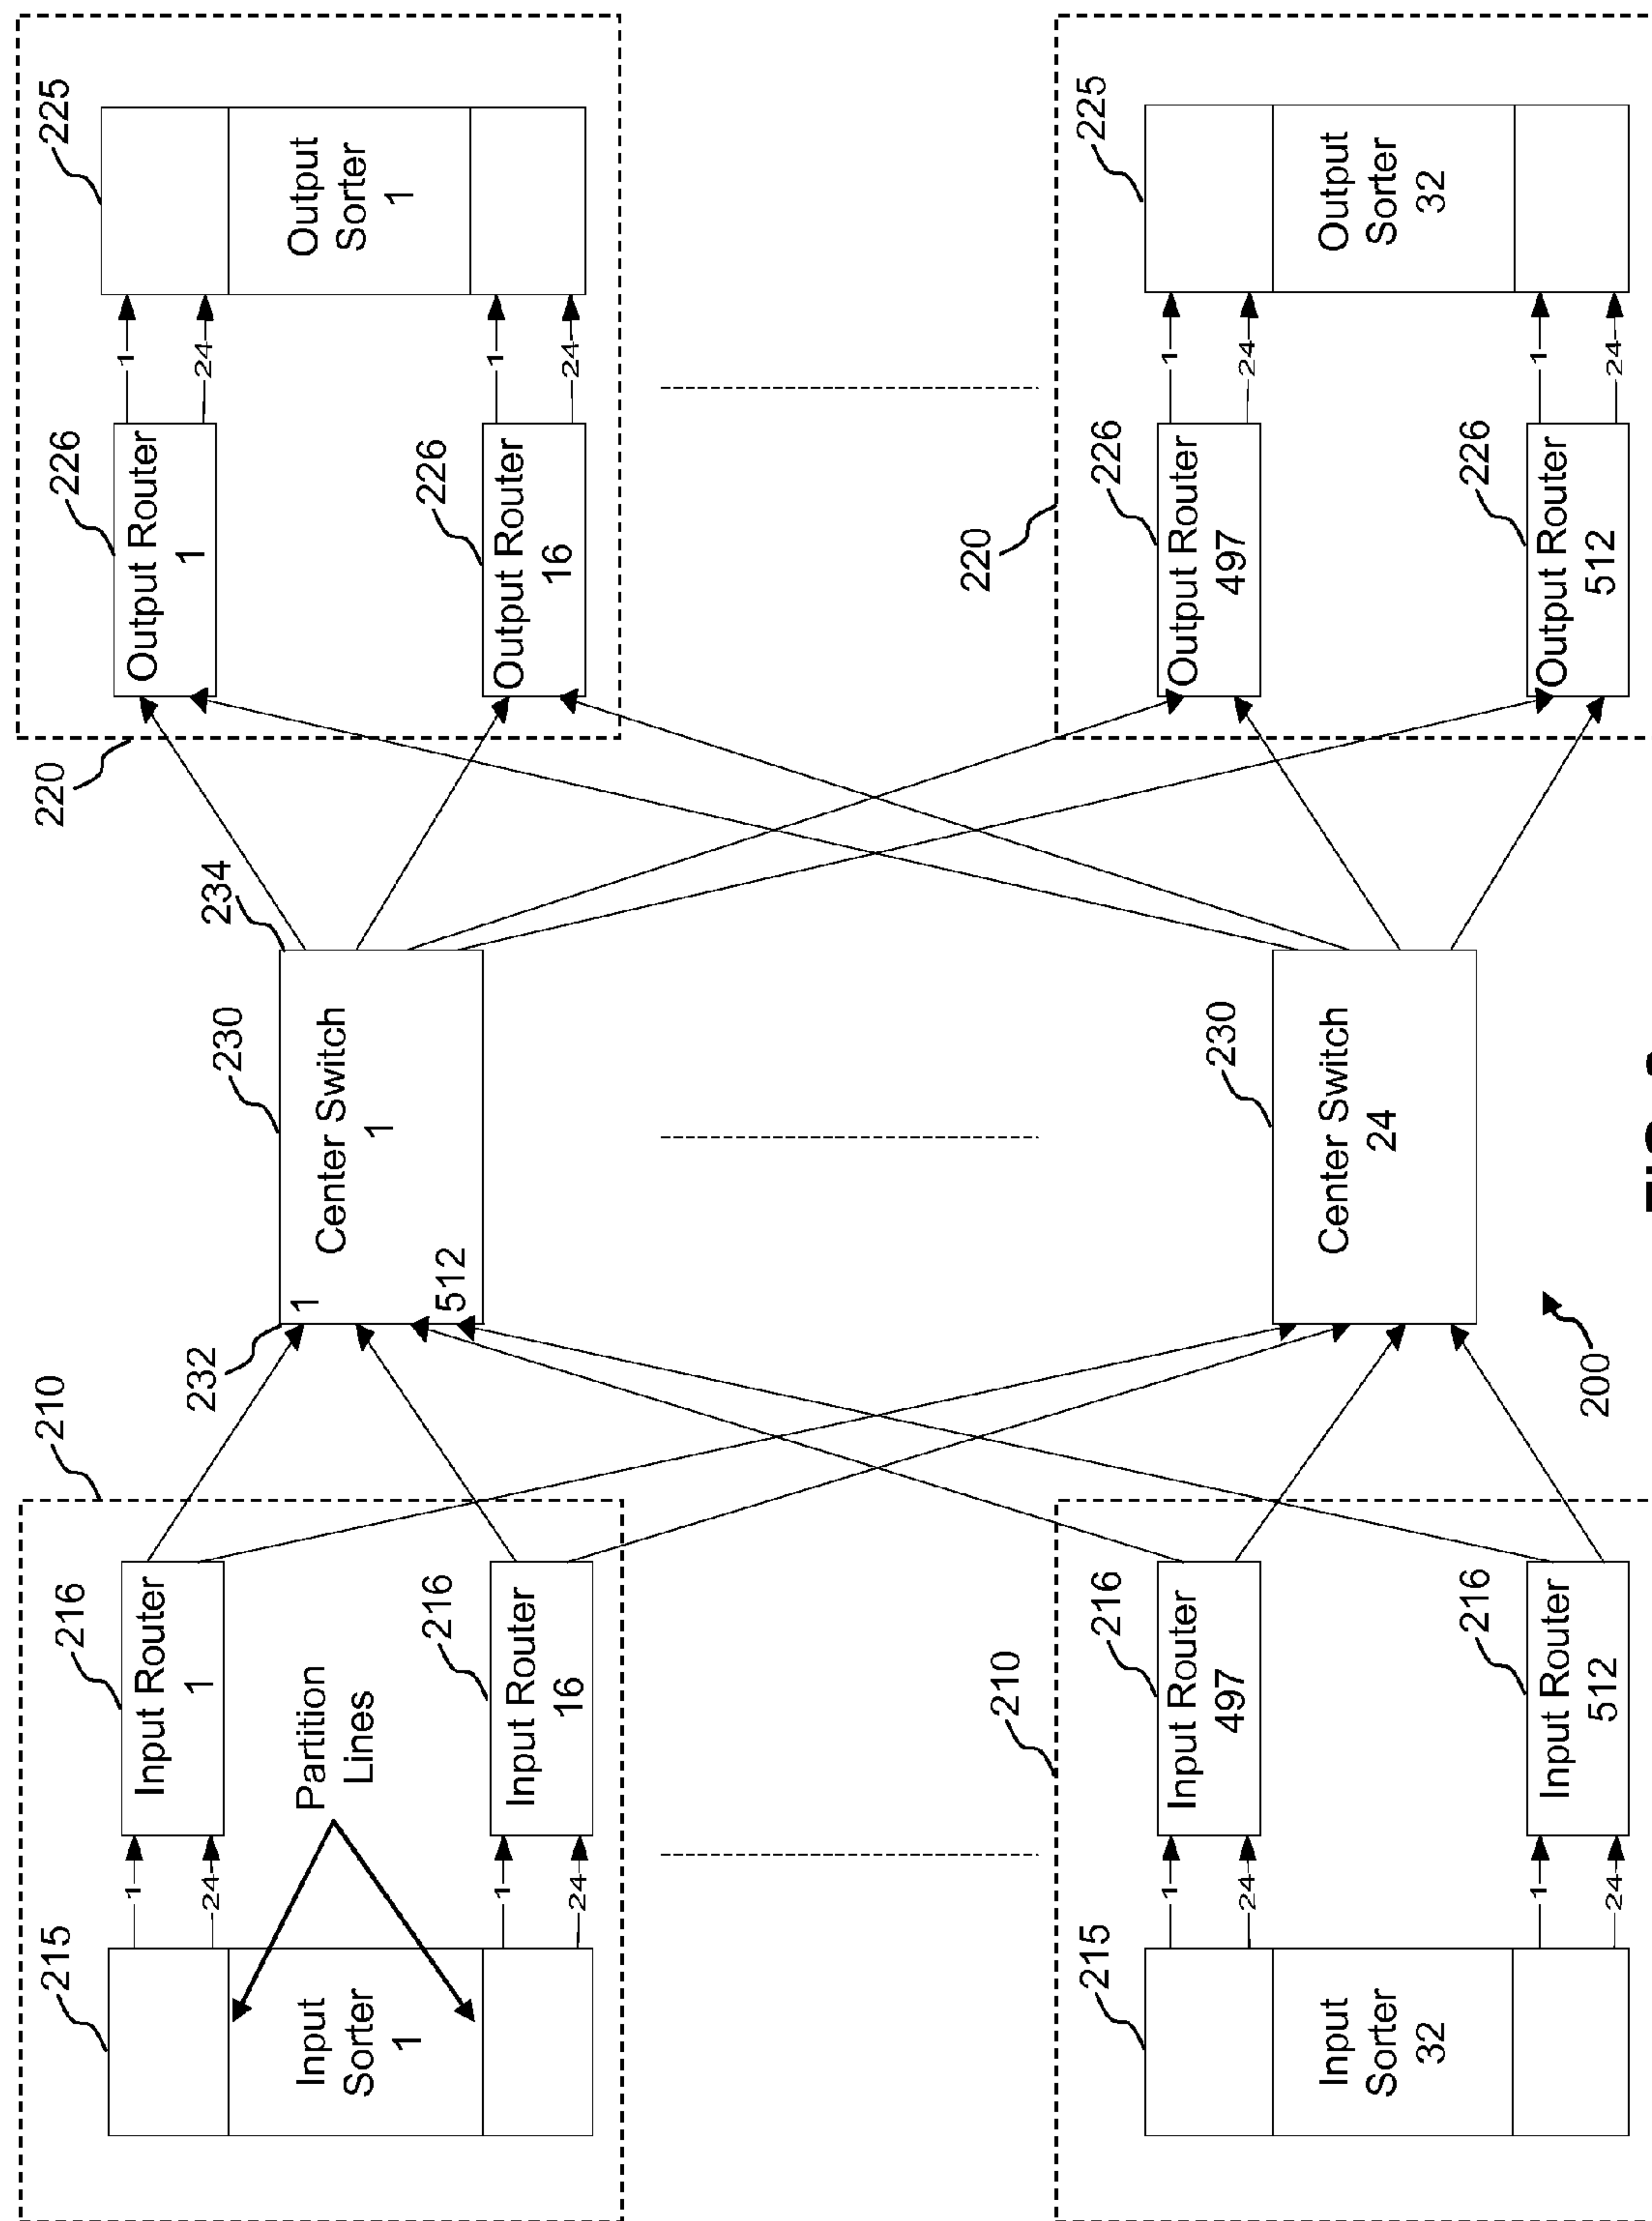 210
215
Input
Sorter
1
1
24
216
Input Router
1
Partition
Lines
1
24
216
Input Router
16
210
215
Input
Sorter
32
1
24
216
Input Router
497
1
24
216
Input Router
512
232
1
512
230
Center Switch
1
234
230
Center Switch
24
200
220
226
Output Router
1
1
24
226
Output Router
16
1
24
225
Output
Sorter
1
220
226
Output Router
497
1
24
226
Output Router
512
1
24
225
Output
Sorter
32